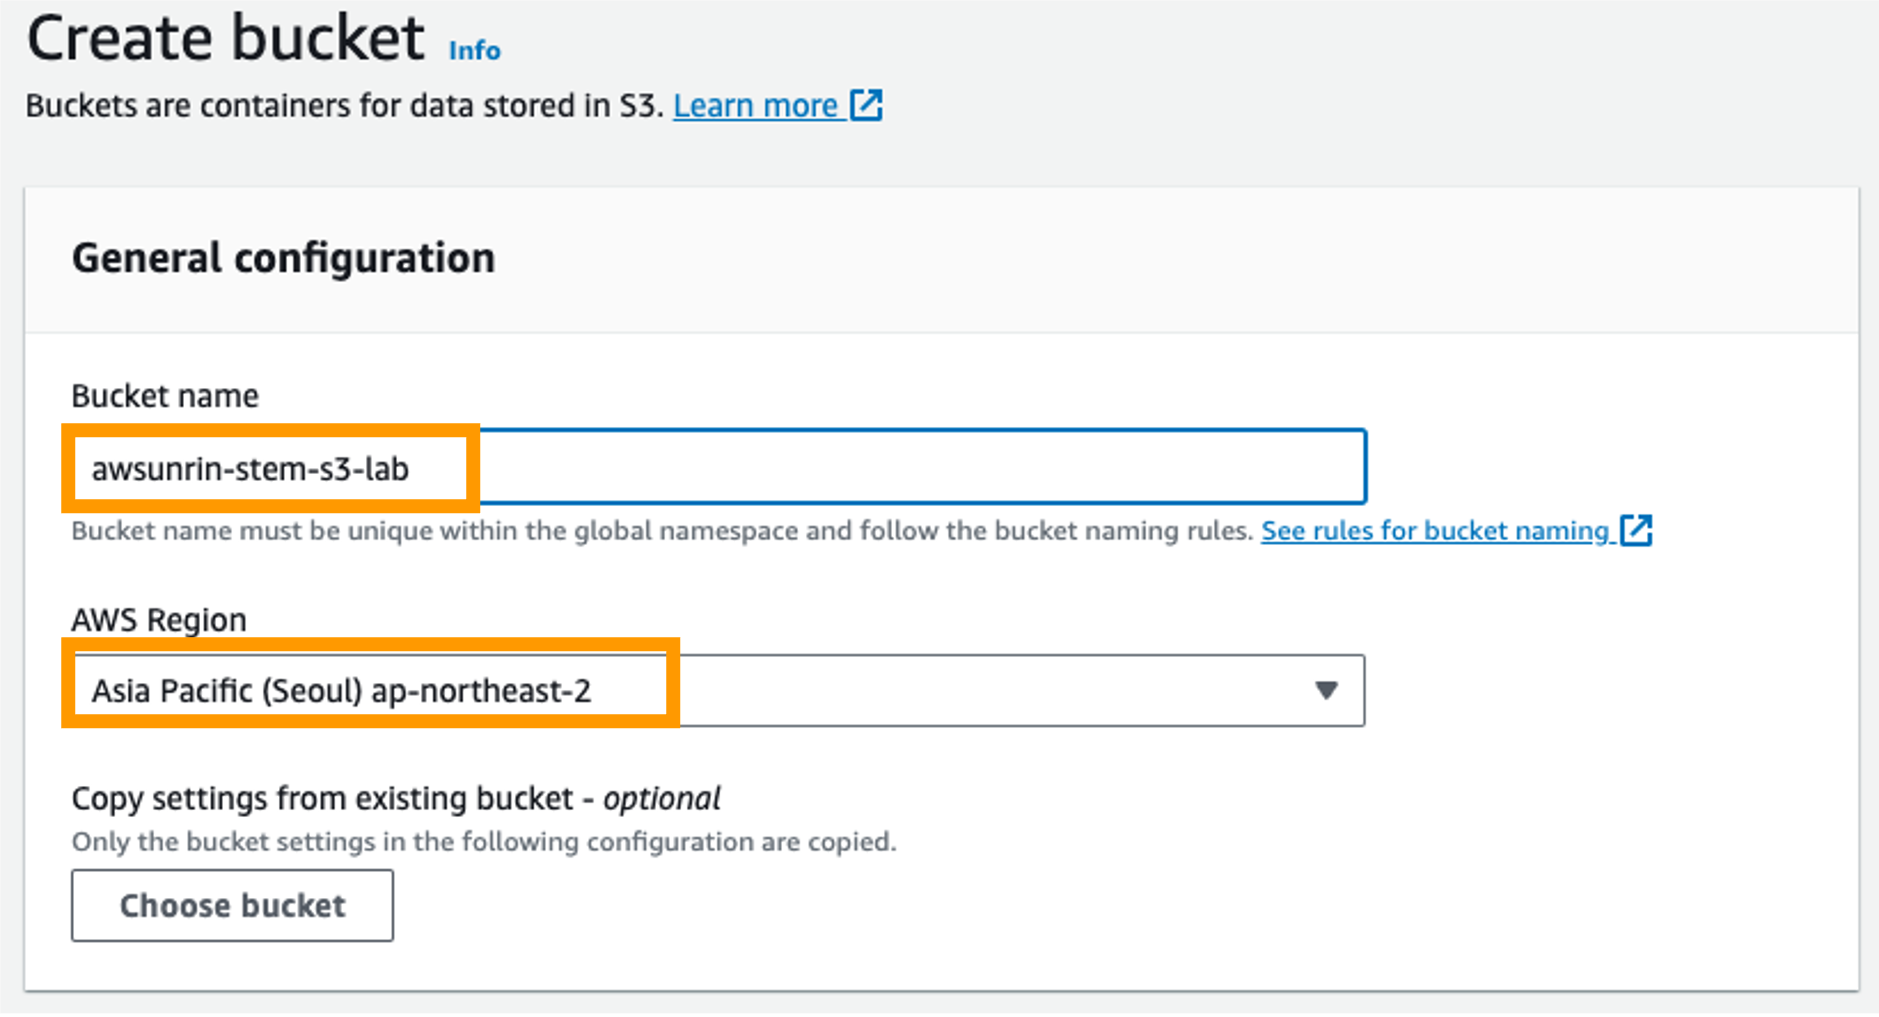 Create bucket Info
Buckets are containers for data stored in S3. Learn more
General configuration
Bucket name
awsunrin-stem-s3-lab
Bucket name must be unique within the global namespace and follow the bucket naming rules. See rules for bucket naming
AWS Region
Asia Pacific (Seoul) ap-northeast-2
Copy settings from existing bucket - optional
Only the bucket settings in the following configuration are copied.
Choose bucket